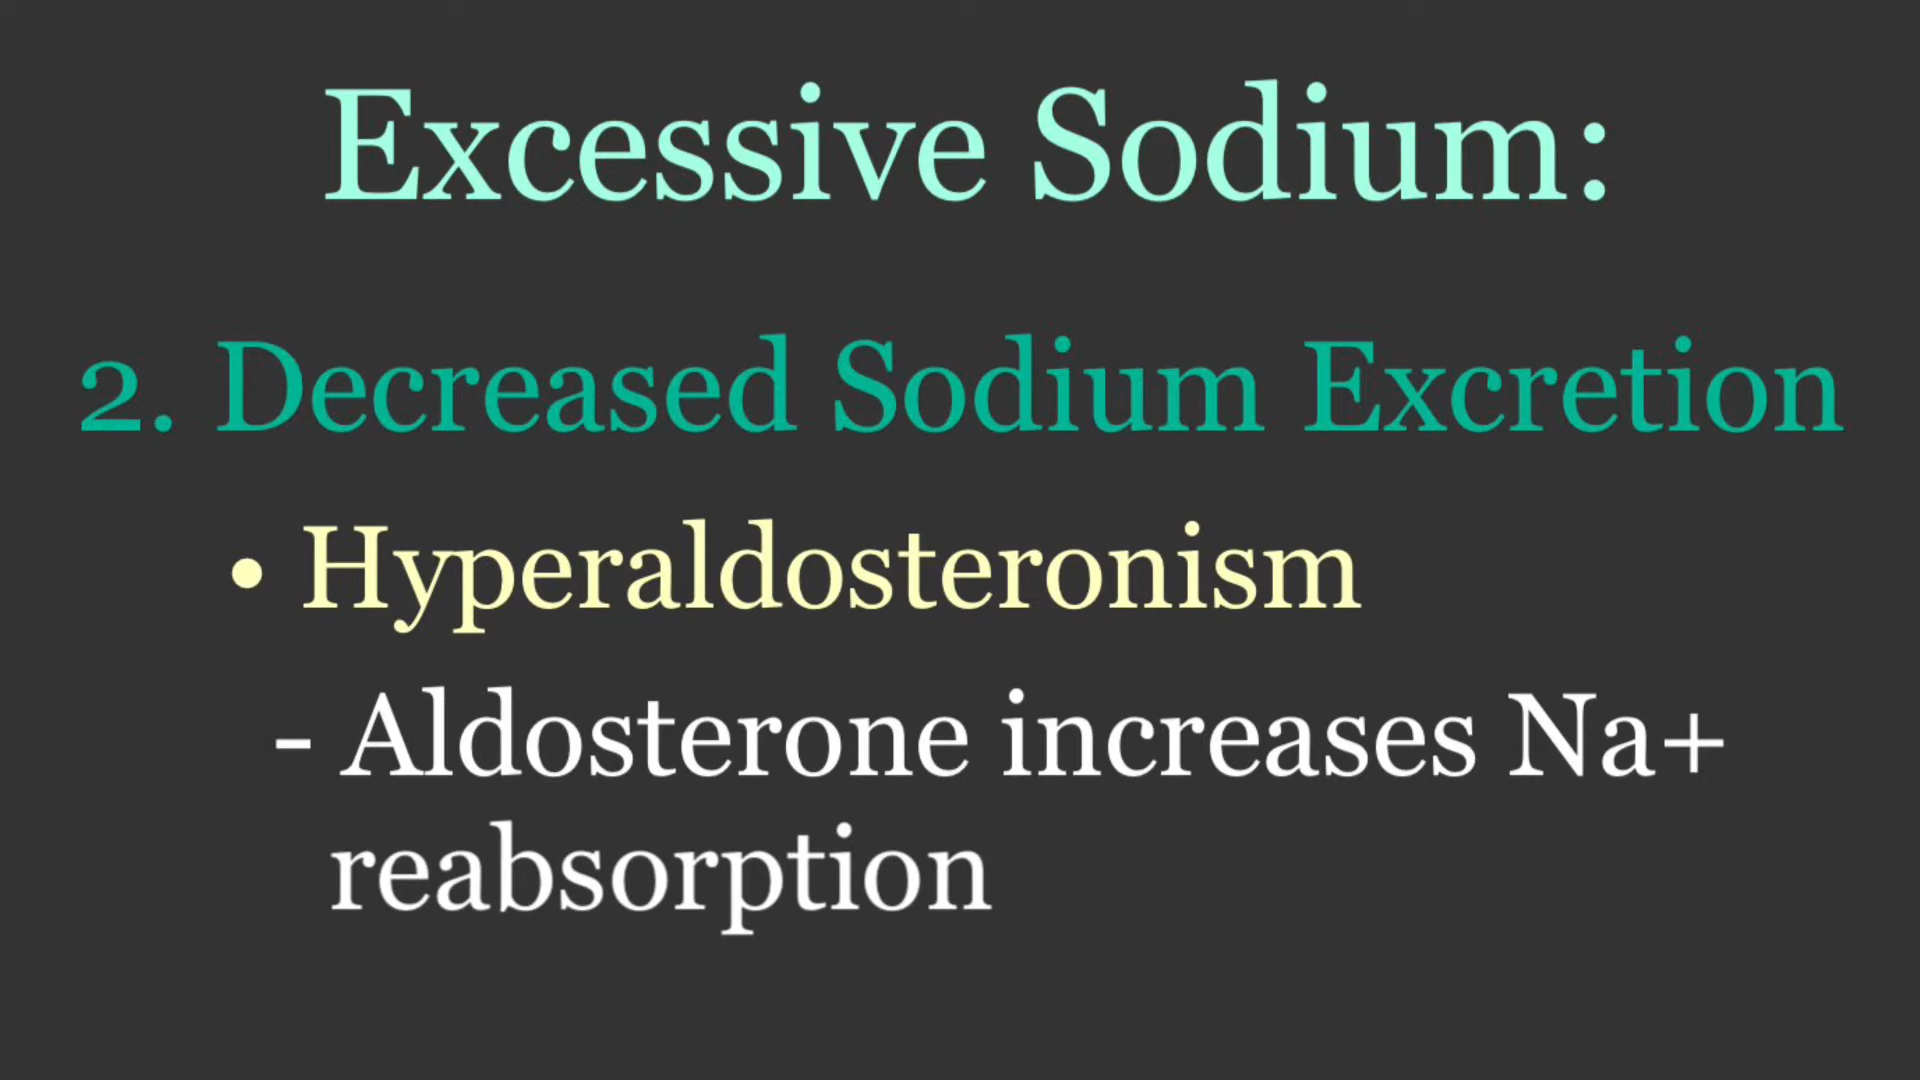 Excessive Sodium:
2. Decreased Sodium Excretion
• Hyperaldosteronism
- Aldosterone increases Na+
reabsorption